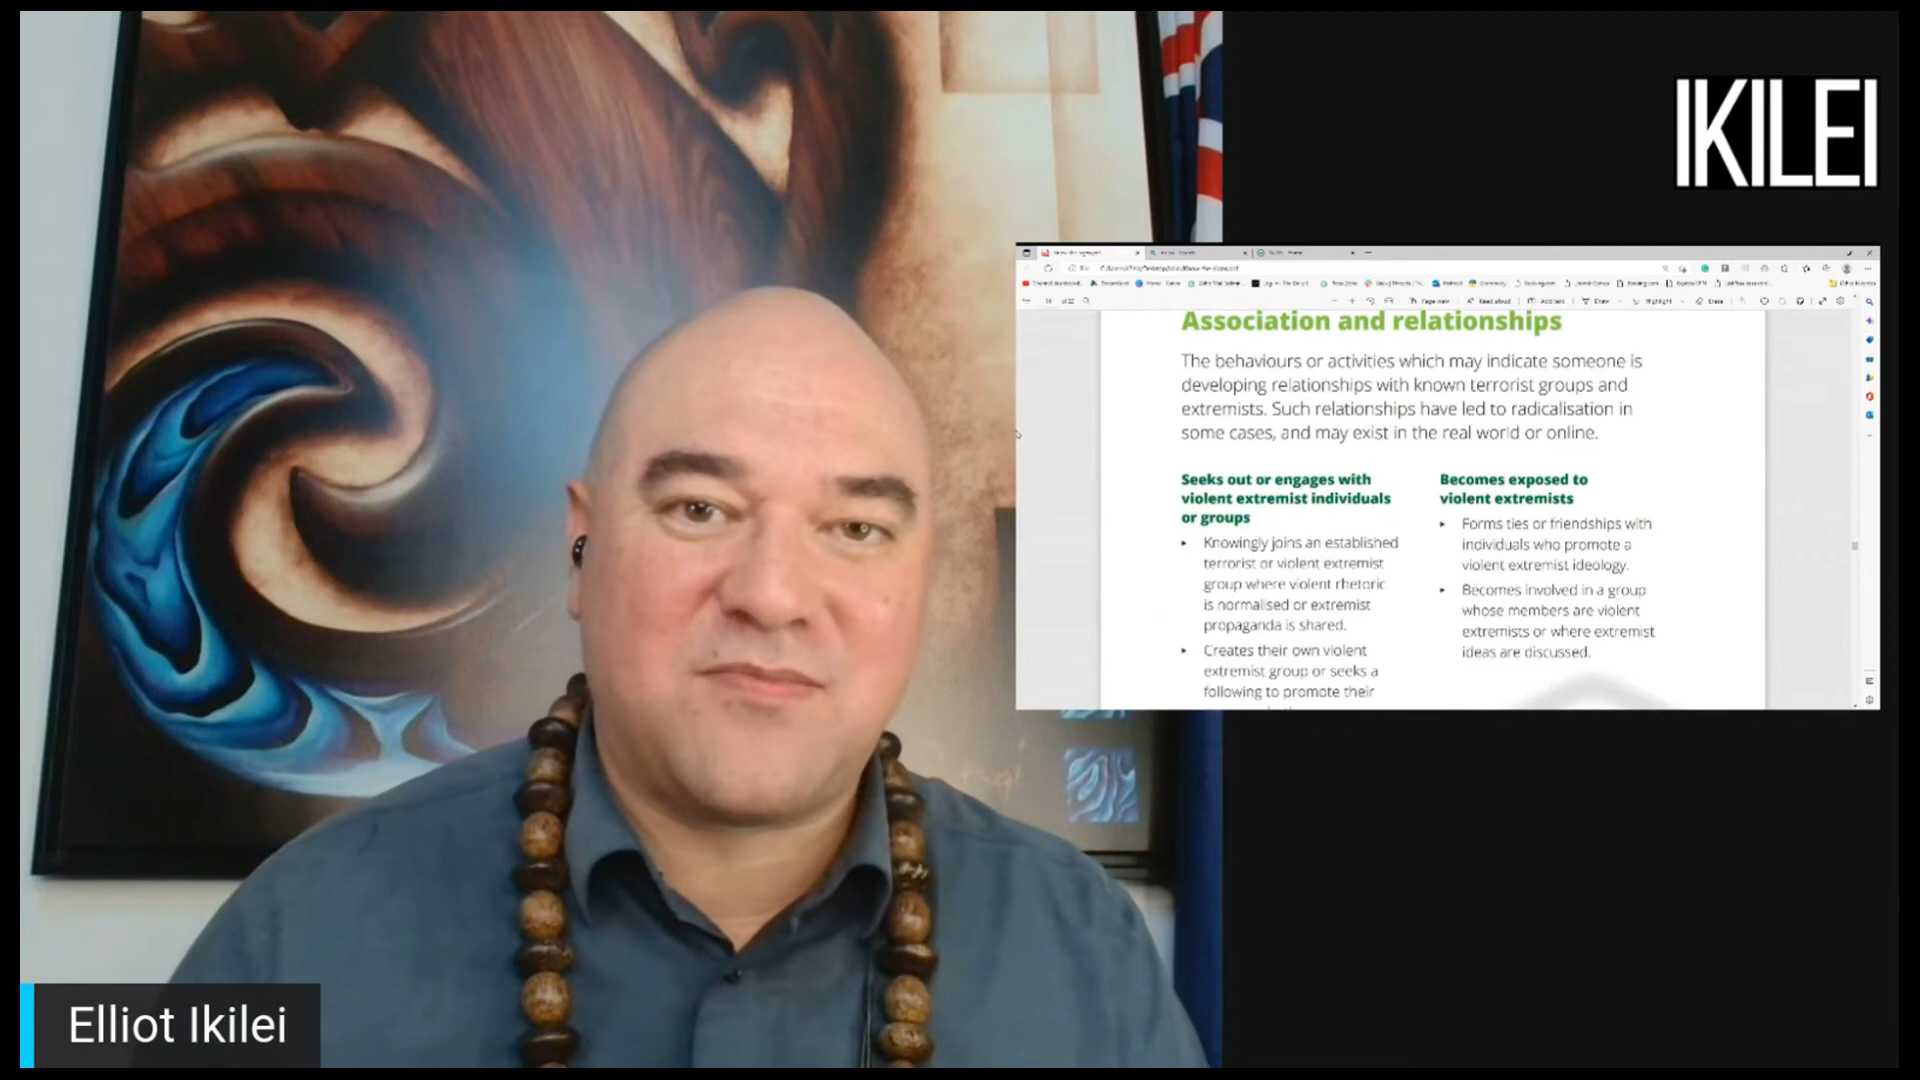 IKILEI
Association and relationships
The behaviours or activities which may indicate someone is
developing relationships with known terrorist groups and
extremists. Such relationships have led to radicalisation in
some cases, and may exist in the real world or online.
Seeks out or engages with
violent extremist individuals
or groups
▸ Knowingly joins an established
terrorist or violent extremist
group where violent rhetoric
is normalised or extremist
propaganda is shared.
▸ Creates their own violent
extremist group or seeks a
following to promote their
Becomes exposed to
violent extremists
▸ Forms ties or friendships with
individuals who promote a
violent extremist ideology.
▸ Becomes involved in a group
whose members are violent
extremists or where extremist
ideas are discussed.
Elliot Ikilei